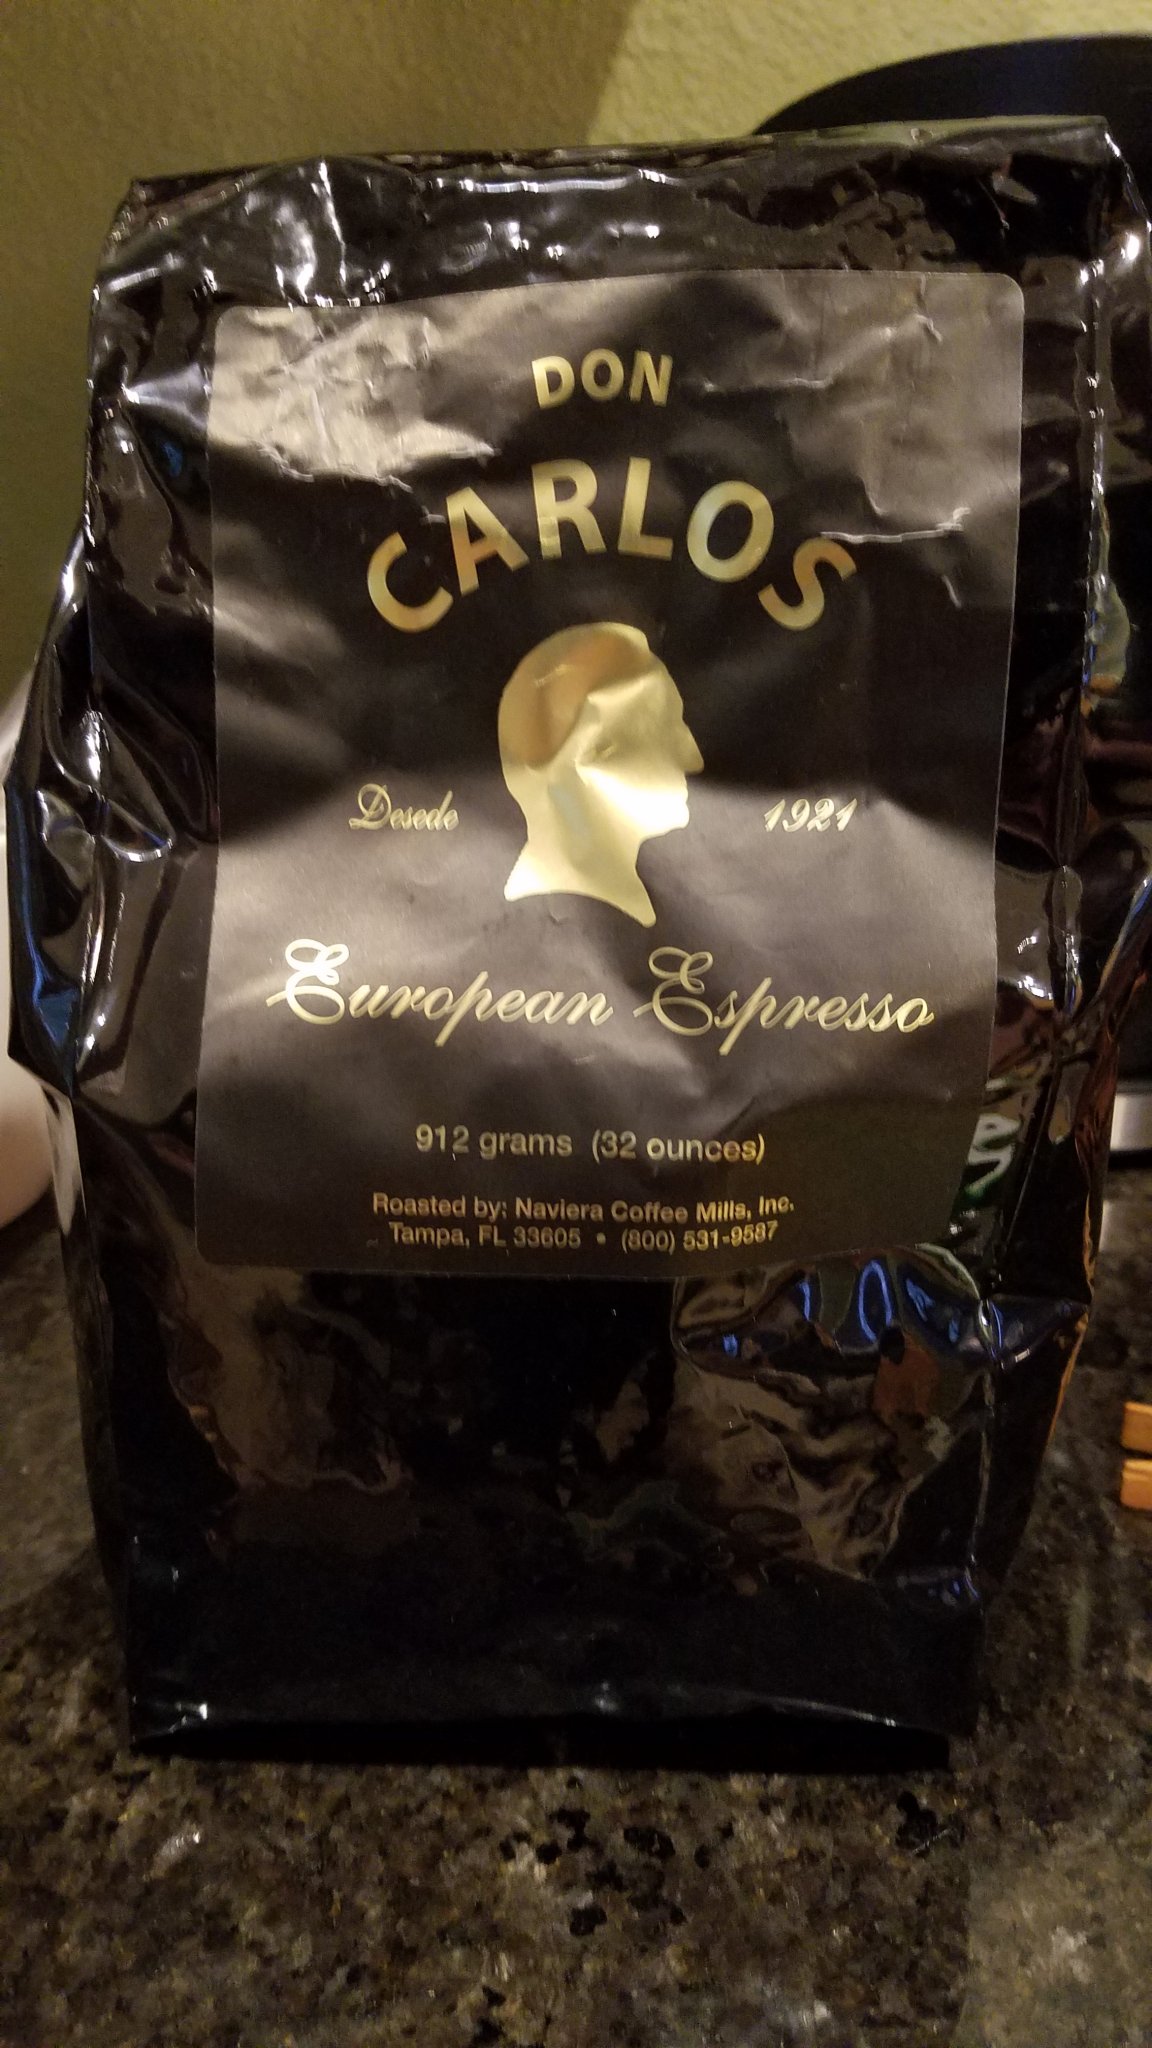 DON
CARLOS
Desede 1921
European Espresso
912 grams (32 ounces)
Roasted by: Naviera Coffee Mills, Inc.
Tampa, FL 33605 • (800) 531-9587